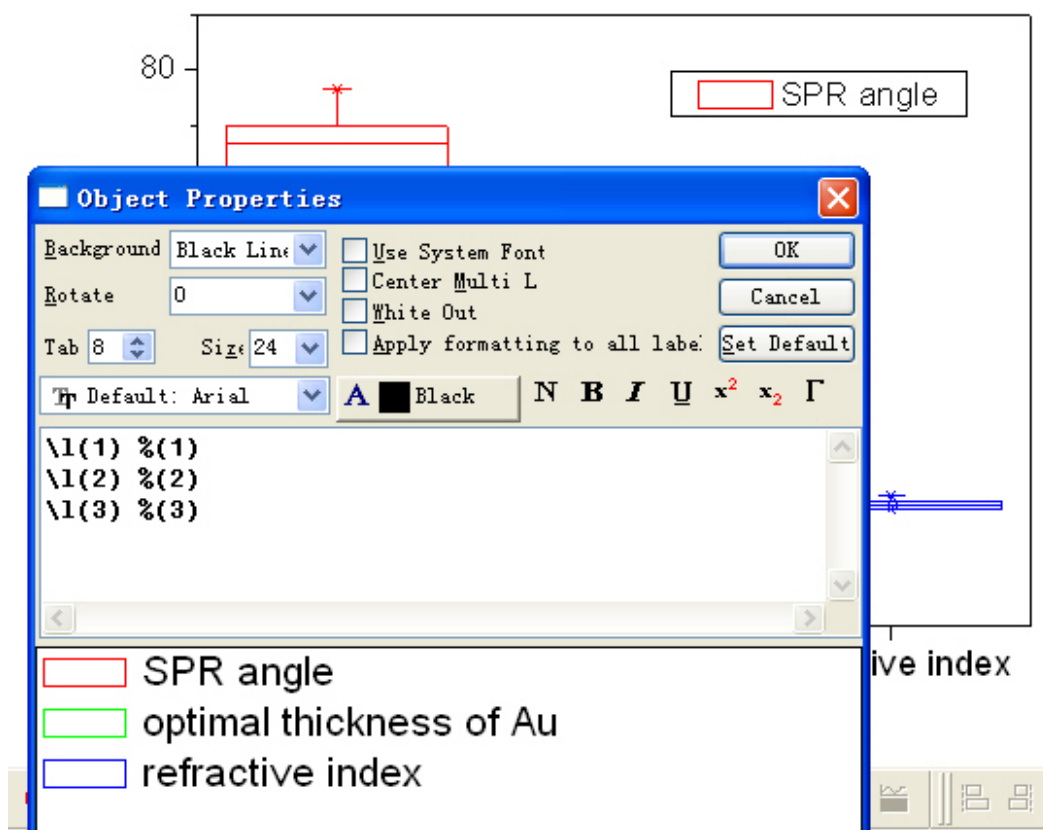 80
SPR angle
Object Properties
Background Black Line
Use System Font
OK
Rotate 0
Center Multi L
Cancel
White Out
Tab 8 Size 24
Apply formatting to all label
Set Default
Default: Arial
A Black N B I U x² x₂ Γ
\l(1) %(1)
\l(2) %(2)
\l(3) %(3)
SPR angle
optimal thickness of Au
refractive index
ive index